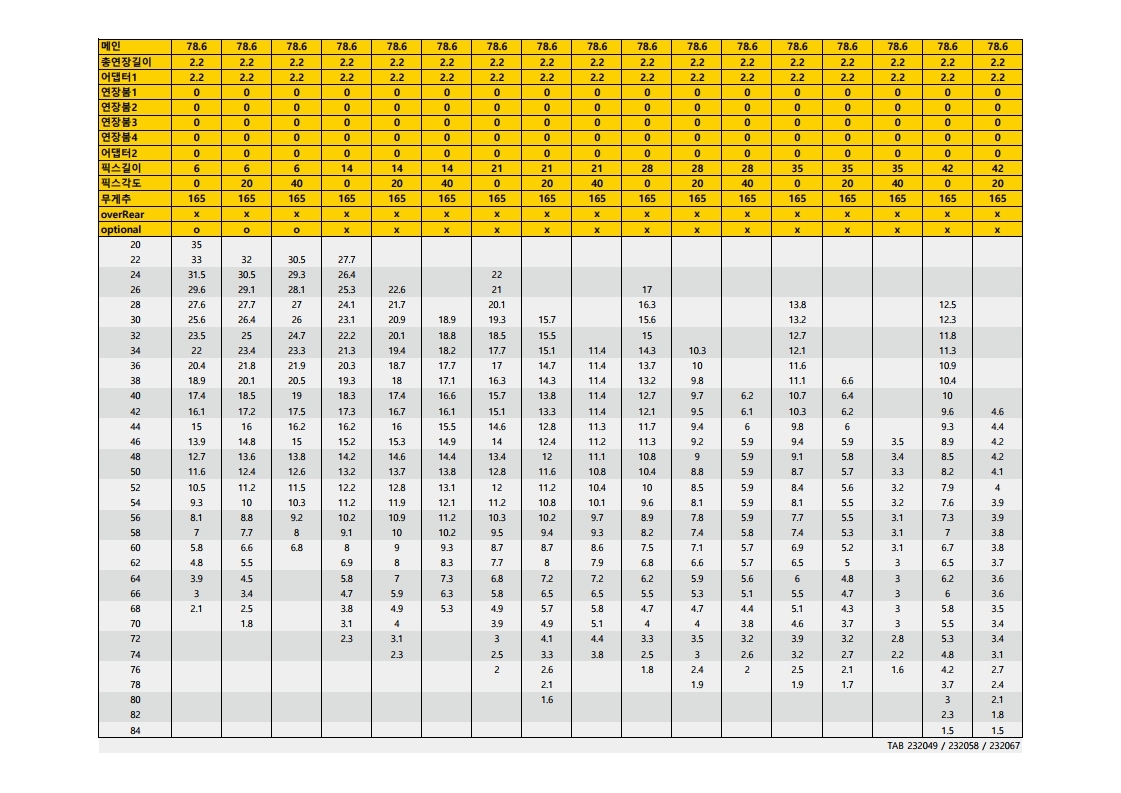 메인 78.6 78.6 78.6 78.6 78.6 78.6 78.6 78.6 78.6 78.6 78.6 78.6 78.6 78.6 78.6 78.6 78.6
총연장길이 2.2 2.2 2.2 2.2 2.2 2.2 2.2 2.2 2.2 2.2 2.2 2.2 2.2 2.2 2.2 2.2 2.2
어댑터1 2.2 2.2 2.2 2.2 2.2 2.2 2.2 2.2 2.2 2.2 2.2 2.2 2.2 2.2 2.2 2.2 2.2
연장붐1 0 0 0 0 0 0 0 0 0 0 0 0 0 0 0 0 0
연장붐2 0 0 0 0 0 0 0 0 0 0 0 0 0 0 0 0 0
연장붐3 0 0 0 0 0 0 0 0 0 0 0 0 0 0 0 0 0
연장붐4 0 0 0 0 0 0 0 0 0 0 0 0 0 0 0 0 0
어댑터2 0 0 0 0 0 0 0 0 0 0 0 0 0 0 0 0 0
픽스길이 6 6 6 14 14 14 21 21 21 28 28 28 35 35 35 42 42
픽스각도 0 20 40 0 20 40 0 20 40 0 20 40 0 20 40 0 20
무게추 165 165 165 165 165 165 165 165 165 165 165 165 165 165 165 165 165
overRear x x x x x x x x x x x x x x x x x
optional o o o x x x x x x x x x x x x x x
20 35
22 33 32 30.5 27.7
24 31.5 30.5 29.3 26.4 22
26 29.6 29.1 28.1 25.3 22.6 21 17
28 27.6 27.7 27 24.1 21.7 20.1 16.3 13.8 12.5
30 25.6 26.4 26 23.1 20.9 18.9 19.3 15.7 15.6 13.2 12.3
32 23.5 25 24.7 22.2 20.1 18.8 18.5 15.5 15 12.7 11.8
34 22 23.4 23.3 21.3 19.4 18.2 17.7 15.1 11.4 14.3 10.3 12.1 11.3
36 20.4 21.8 21.9 20.3 18.7 17.7 17 14.7 11.4 13.7 10 11.6 10.9
38 18.9 20.1 20.5 19.3 18 17.1 16.3 14.3 11.4 13.2 9.8 11.1 6.6 10.4
40 17.4 18.5 19 18.3 17.4 16.6 15.7 13.8 11.4 12.7 9.7 6.2 10.7 6.4 10
42 16.1 17.2 17.5 17.3 16.7 16.1 15.1 13.3 11.4 12.1 9.5 6.1 10.3 6.2 9.6 4.6
44 15 16 16.2 16.2 16 15.5 14.6 12.8 11.3 11.7 9.4 6 9.8 6 9.3 4.4
46 13.9 14.8 15 15.2 15.3 14.9 14 12.4 11.2 11.3 9.2 5.9 9.4 5.9 3.5 8.9 4.2
48 12.7 13.6 13.8 14.2 14.6 14.4 13.4 12 11.1 10.8 9 5.9 9.1 5.8 3.4 8.5 4.2
50 11.6 12.4 12.6 13.2 13.7 13.8 12.8 11.6 10.8 10.4 8.8 5.9 8.7 5.7 3.3 8.2 4.1
52 10.5 11.2 11.5 12.2 12.8 13.1 12 11.2 10.4 10 8.5 5.9 8.4 5.6 3.2 7.9 4
54 9.3 10 10.3 11.2 11.9 12.1 11.2 10.8 10.1 9.6 8.1 5.9 8.1 5.5 3.2 7.6 3.9
56 8.1 8.8 9.2 10.2 10.9 11.2 10.3 10.2 9.7 8.9 7.8 5.9 7.7 5.5 3.1 7.3 3.9
58 7 7.7 8 9.1 10 10.2 9.5 9.4 9.3 8.2 7.4 5.8 7.4 5.3 3.1 7 3.8
60 5.8 6.6 6.8 8 9 9.3 8.7 8.7 8.6 7.5 7.1 5.7 6.9 5.2 3.1 6.7 3.8
62 4.8 5.5 6.9 8 8.3 7.7 8 7.9 6.8 6.6 5.7 6.5 5 3 6.5 3.7
64 3.9 4.5 5.8 7 7.3 6.8 7.2 7.2 6.2 5.9 5.6 6 4.8 3 6.2 3.6
66 3 3.4 4.7 5.9 6.3 5.8 6.5 6.5 5.5 5.3 5.1 5.5 4.7 3 6 3.6
68 2.1 2.5 3.8 4.9 5.3 4.9 5.7 5.8 4.7 4.7 4.4 5.1 4.3 3 5.8 3.5
70 1.8 3.1 4 3.9 4.9 5.1 4 4 3.8 4.6 3.7 3 5.5 3.4
72 2.3 3.1 3 4.1 4.4 3.3 3.5 3.2 3.9 3.2 2.8 5.3 3.4
74 2.3 2.5 3.3 3.8 2.5 3 2.6 3.2 2.7 2.2 4.8 3.1
76 2 2.6 1.8 2.4 2 2.5 2.1 1.6 4.2 2.7
78 2.1 1.9 1.9 1.7 3.7 2.4
80 1.6 3 2.1
82 2.3 1.8
84 1.5 1.5
TAB 232049 / 232058 / 232067